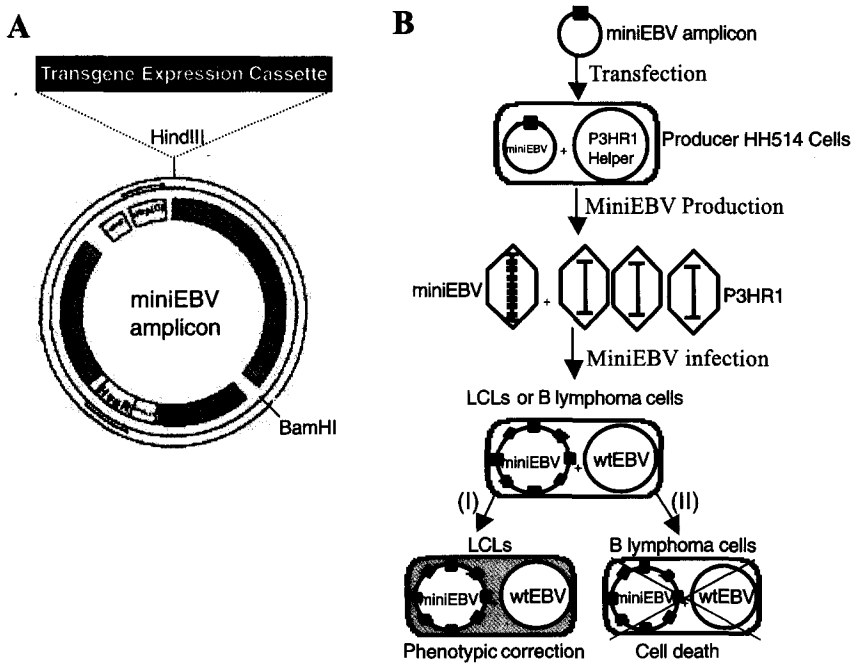 A
Transgene Expression Cassette
HindIII
miniEBV
amplicon
HygR
BamHI
B
miniEBV amplicon
Transfection
miniEBV
+
P3HR1
Helper
Producer HH514 Cells
MiniEBV Production
miniEBV
+
P3HR1
MiniEBV infection
LCLs or B lymphoma cells
miniEBV
+
wtEBV
(I)
(II)
LCLs
miniEBV
wtEBV
Phenotypic correction
B lymphoma cells
miniEBV
+
wtEBV
Cell death